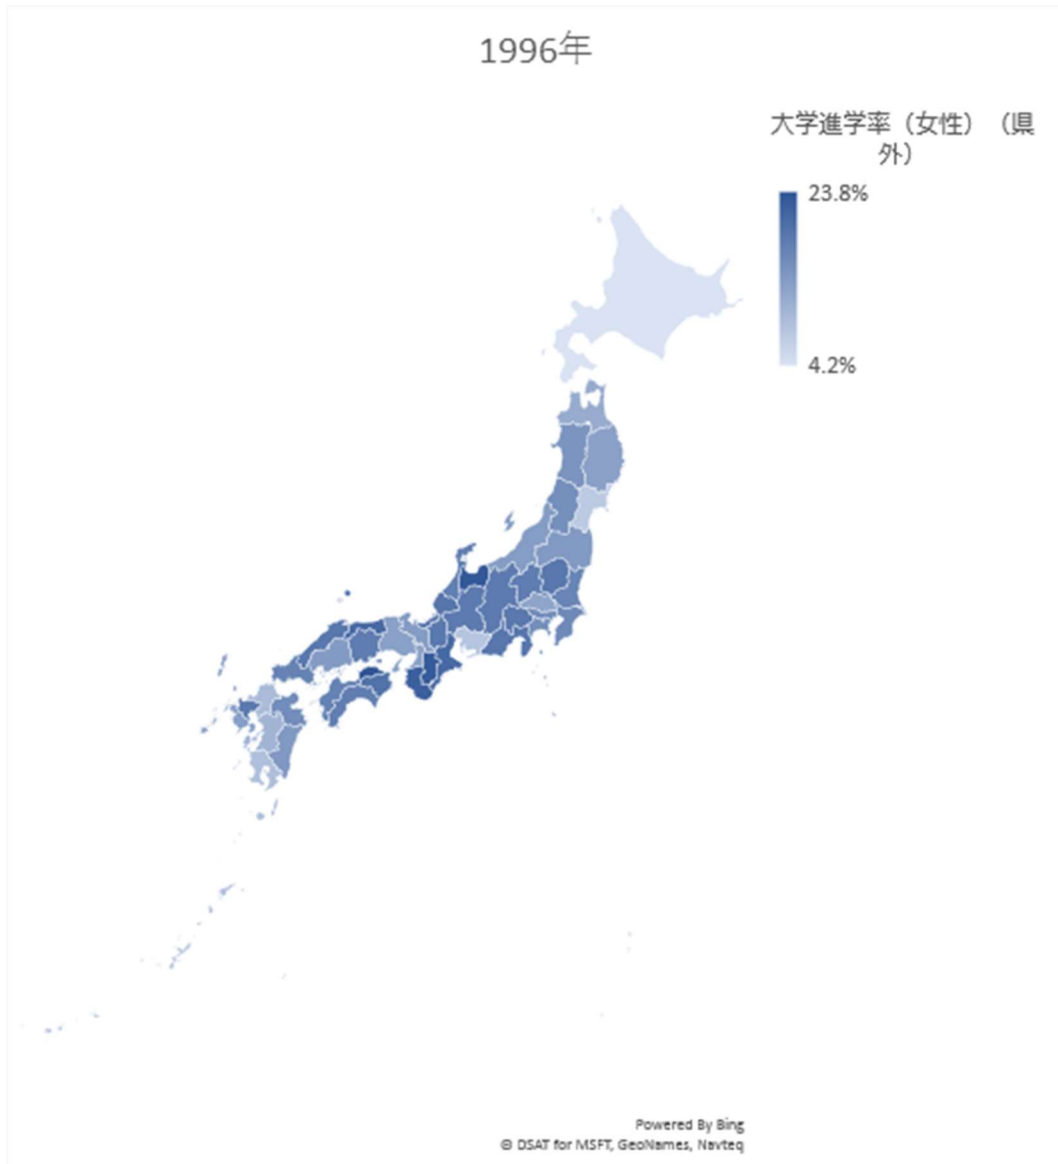 1996年
大学進学率（女性）（県
外）
23.8%
4.2%
Powered By Bing
© DSAT for MSFT, GeoNames, Navteq